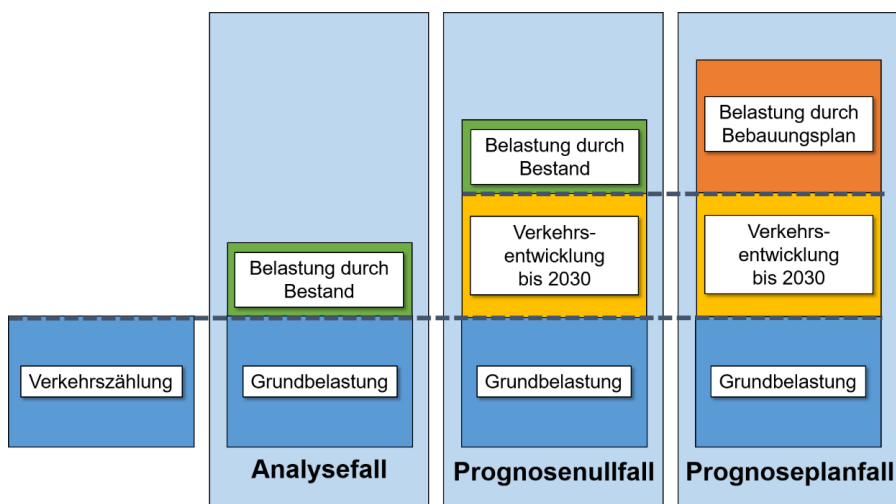 Verkehrszählung
Belastung durch
Bestand
Grundbelastung
Analysefall
Belastung durch
Bestand
Verkehrs-
entwicklung
bis 2030
Grundbelastung
Prognosenullfall
Belastung durch
Bebauungsplan
Verkehrs-
entwicklung
bis 2030
Grundbelastung
Prognoseplanfall